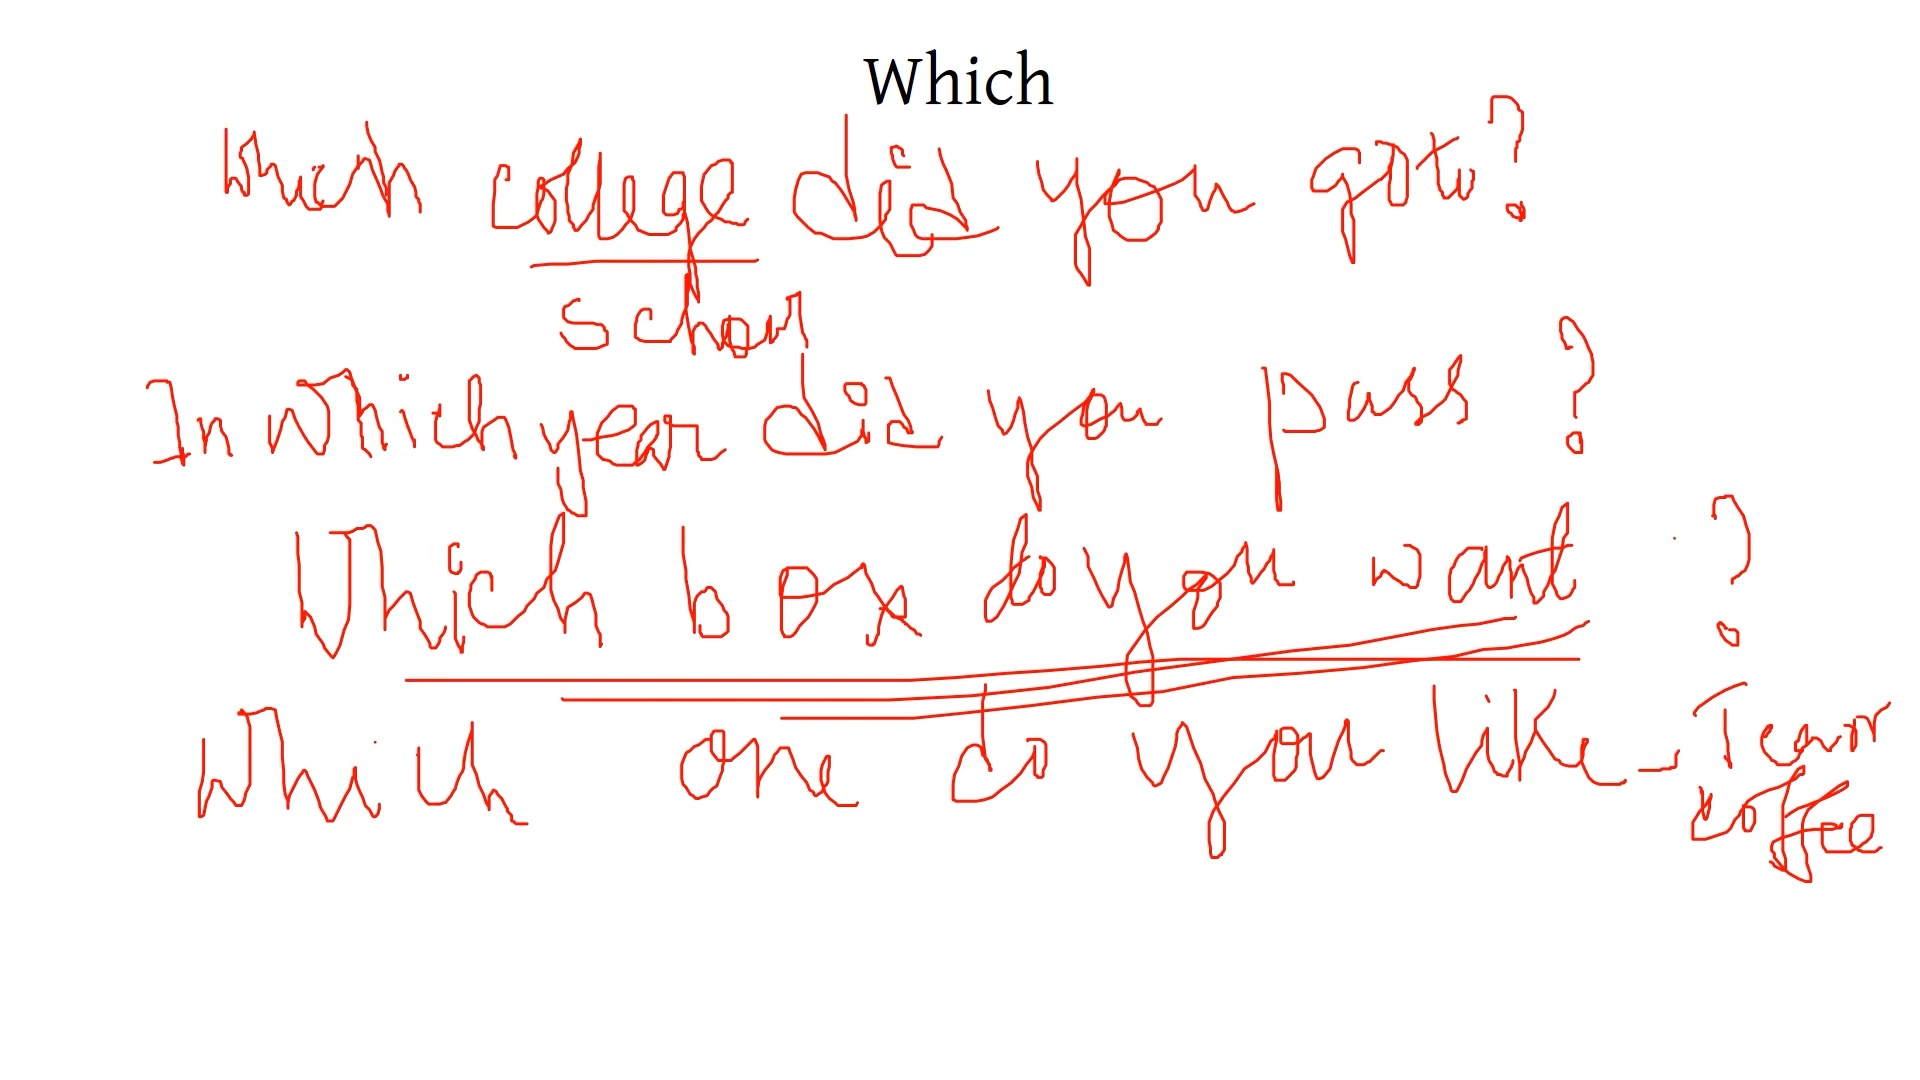 Which
Which college did you go to?
school
In which year did you pass?
Which box do you want?
Which one do you like - Tea or
coffee